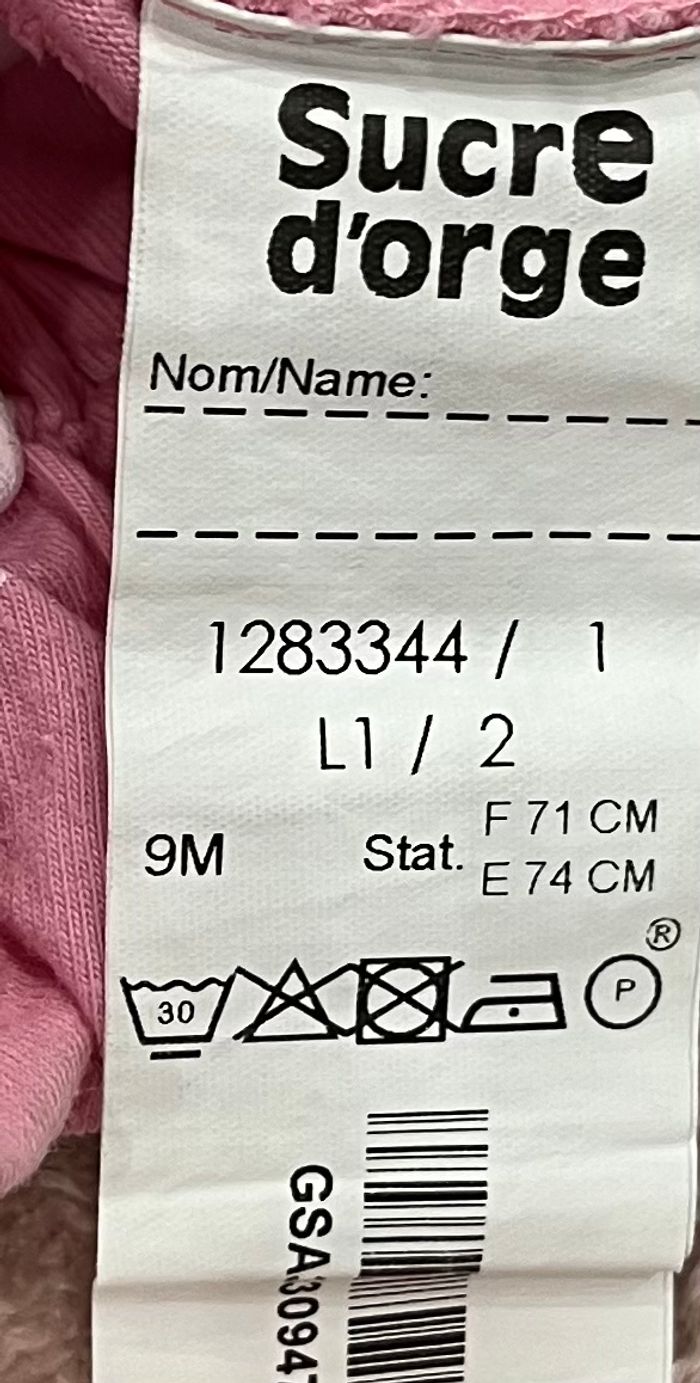 Sucre
d'orge
Nom/Name:
1283344 / 1
L1 / 2
9M Stat. F 71 CM
E 74 CM
®
30 P